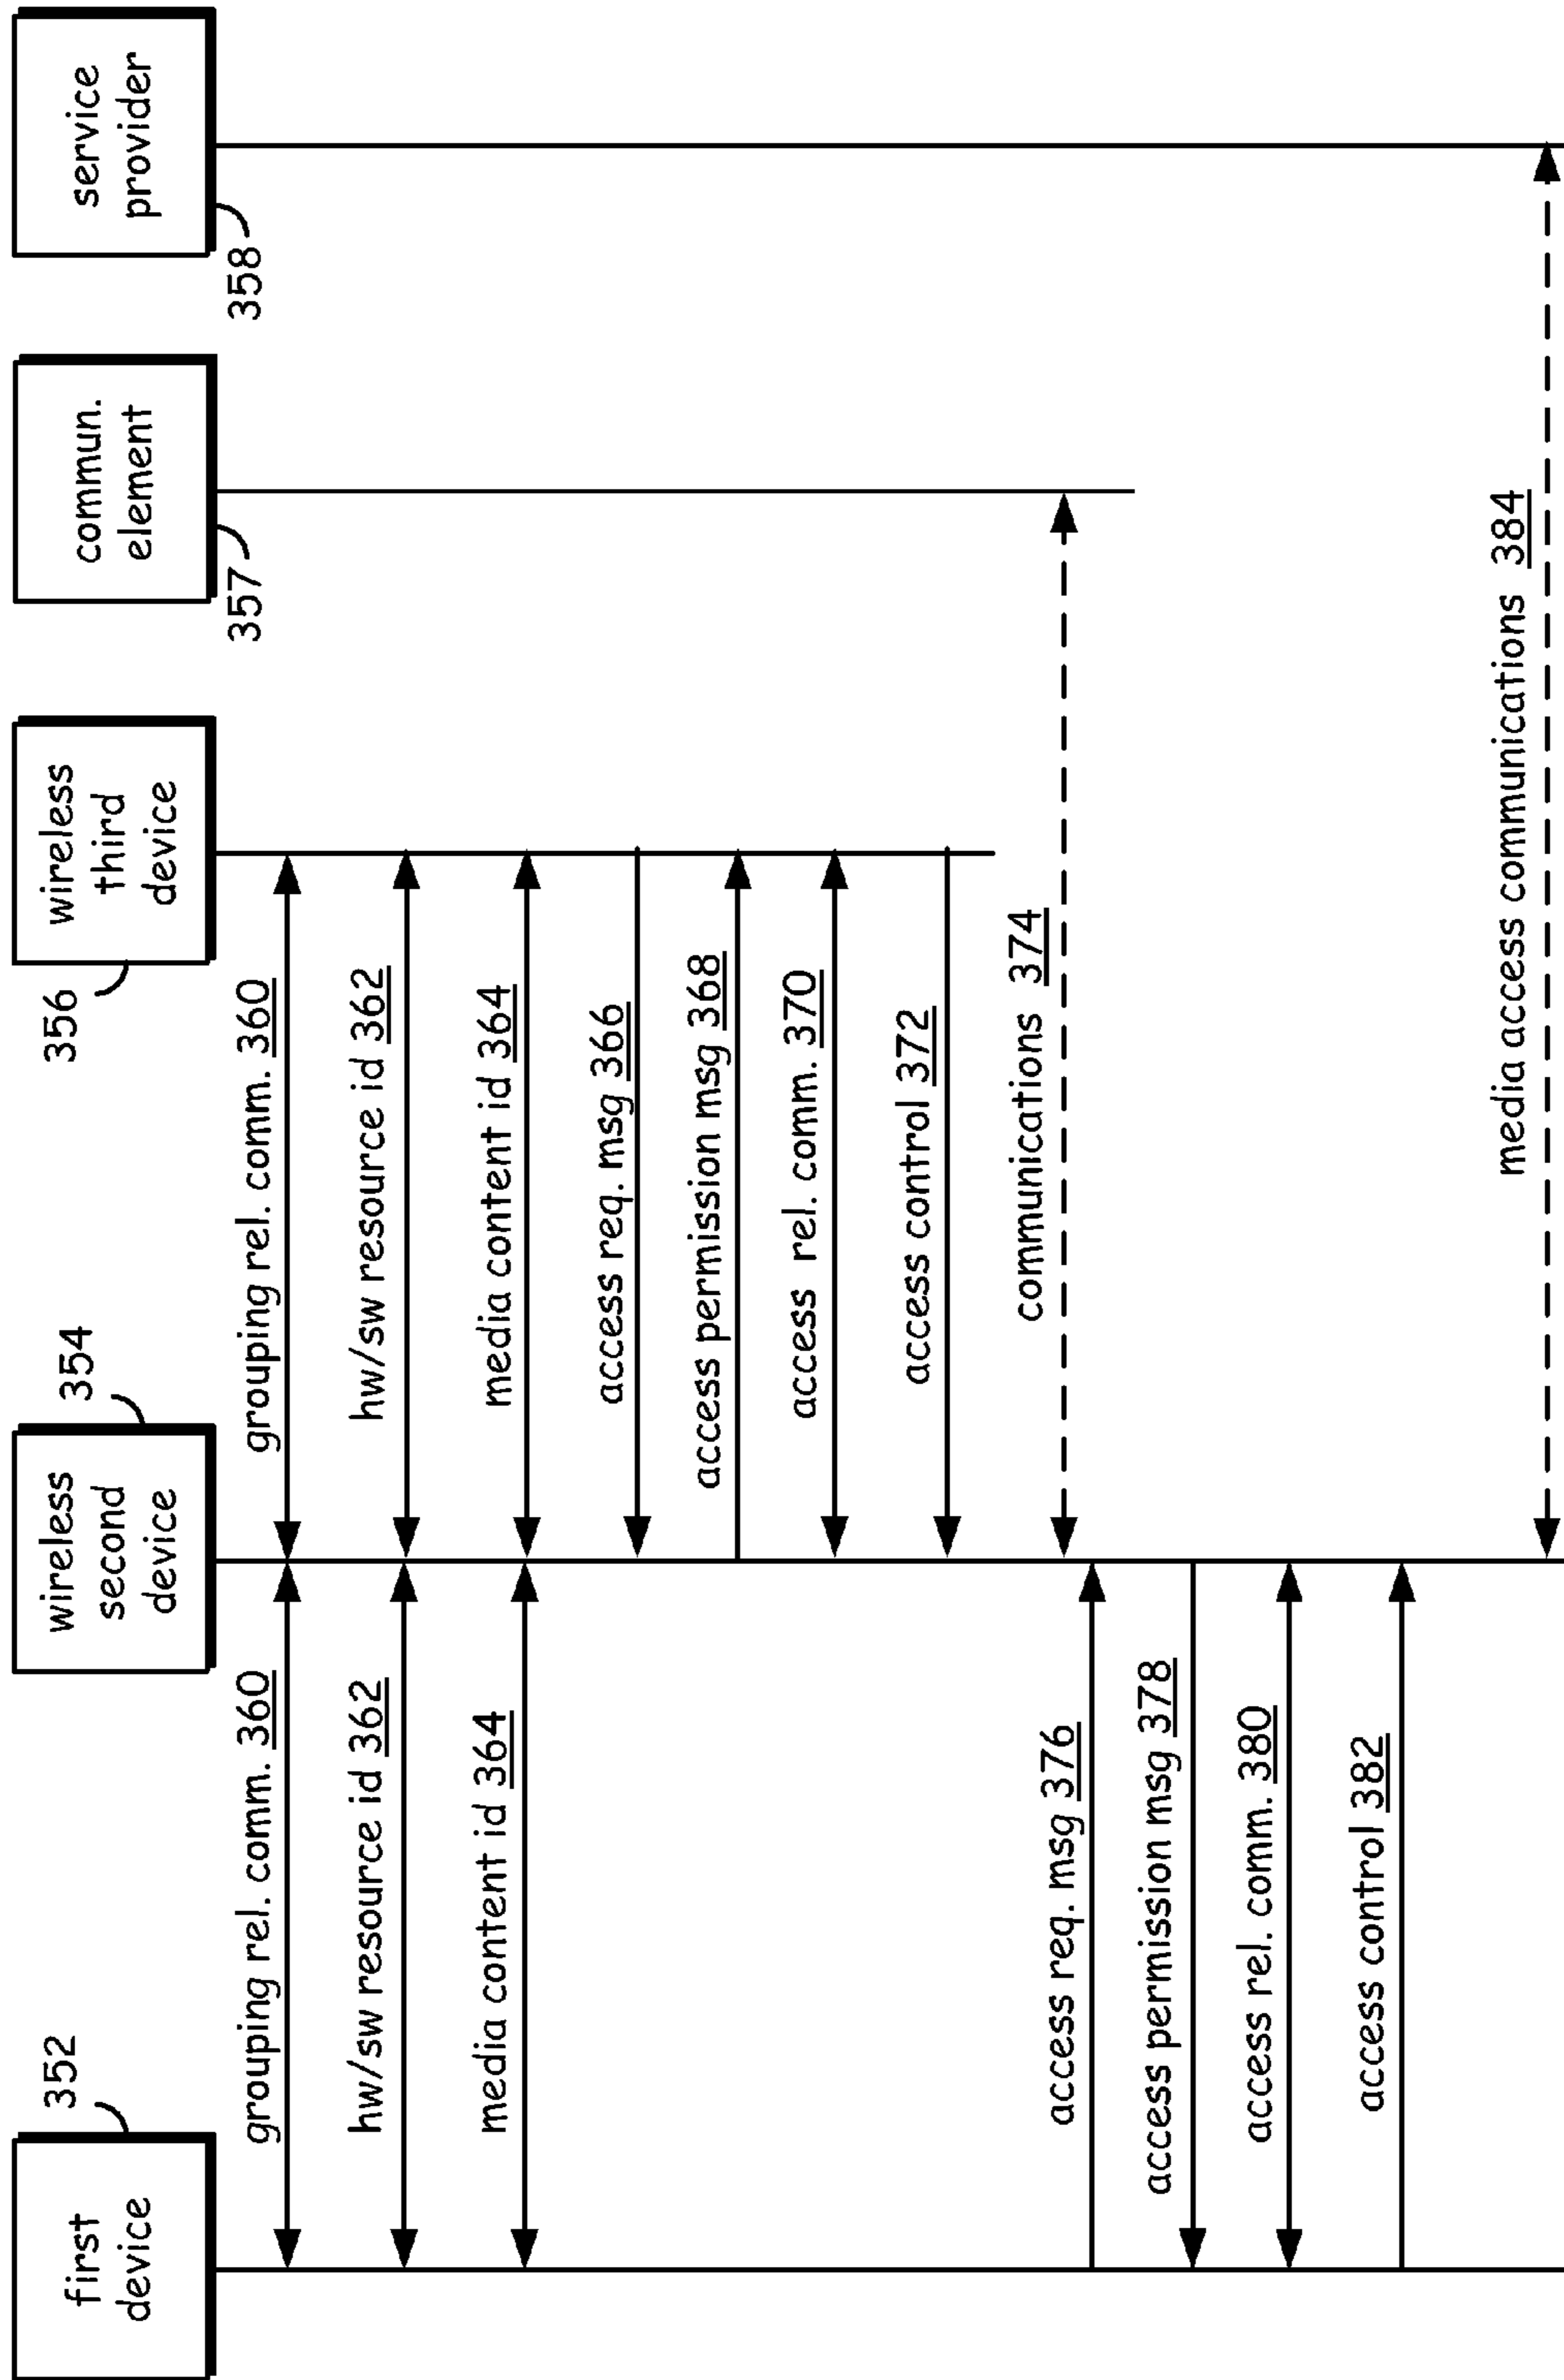 first
device
352
wireless
second
device
354
wireless
third
device
356
commun.
element
357
service
provider
358
grouping rel. comm. 360
grouping rel. comm. 360
hw/sw resource id 362
hw/sw resource id 362
media content id 364
media content id 364
access req. msg 366
access permission msg 368
access rel. comm. 370
access control 372
communications 374
access req. msg 376
access permission msg 378
access rel. comm. 380
access control 382
media access communications 384